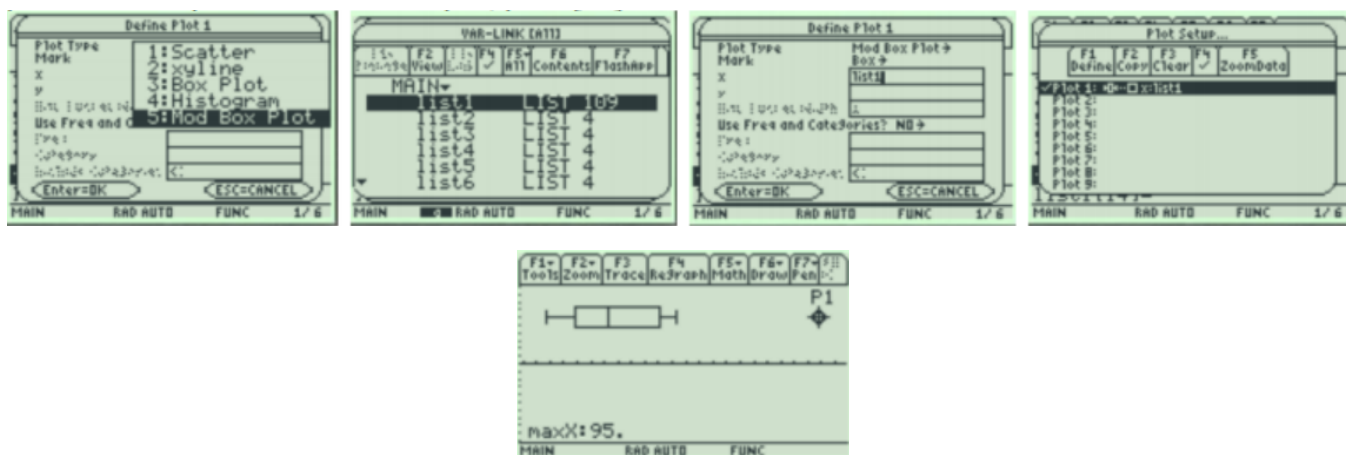 Define Plot 1
Plot Type
Mark
x
y
Use Freq and C
1:Scatter
2:xyline
3:Box Plot
4:Histogram
5:Mod Box Plot
Freq
Category
<Enter=OK> <ESC=CANCEL>
MAIN RAD AUTO FUNC 1/6
VAR-LINK [All]
F2 View F4 ✓ F5▾ All F6 Contents F7 FlashApp
MAIN▾
list1 LIST 109
list2 LIST 4
list3 LIST 4
list4 LIST 4
list5 LIST 4
list6 LIST 4
MAIN RAD AUTO FUNC 1/6
Define Plot 1
Plot Type Mod Box Plot→
Mark Box→
x list1
y
Use Freq and Categories? NO→
Freq
Category
Include Categories {}
<Enter=OK> <ESC=CANCEL>
MAIN RAD AUTO FUNC 1/6
Plot Setup...
F1 Define F2 Copy F3 Clear F4 ✓ F5 ZoomData
✓Plot 1: x:list1
Plot 2:
Plot 3:
Plot 4:
Plot 5:
Plot 6:
Plot 7:
Plot 8:
Plot 9:
MAIN RAD AUTO FUNC 1/6
F1▾ Tools F2▾ Zoom F3 Trace F4 Regraph F5▾ Math F6▾ Draw F7▾ Pen
P1
maxX:95.
MAIN RAD AUTO FUNC